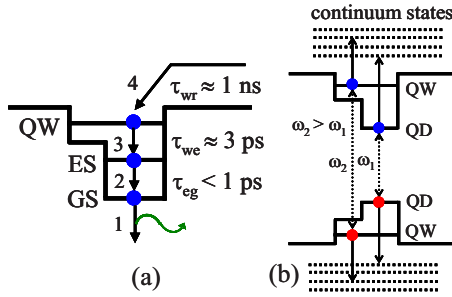 continuum states
4
τwr ≈ 1 ns
QW
3
τwe ≈ 3 ps
ES
2
τeg < 1 ps
GS
1
(a)
QW
QD
ω2 > ω1
ω2
ω1
QD
QW
(b)